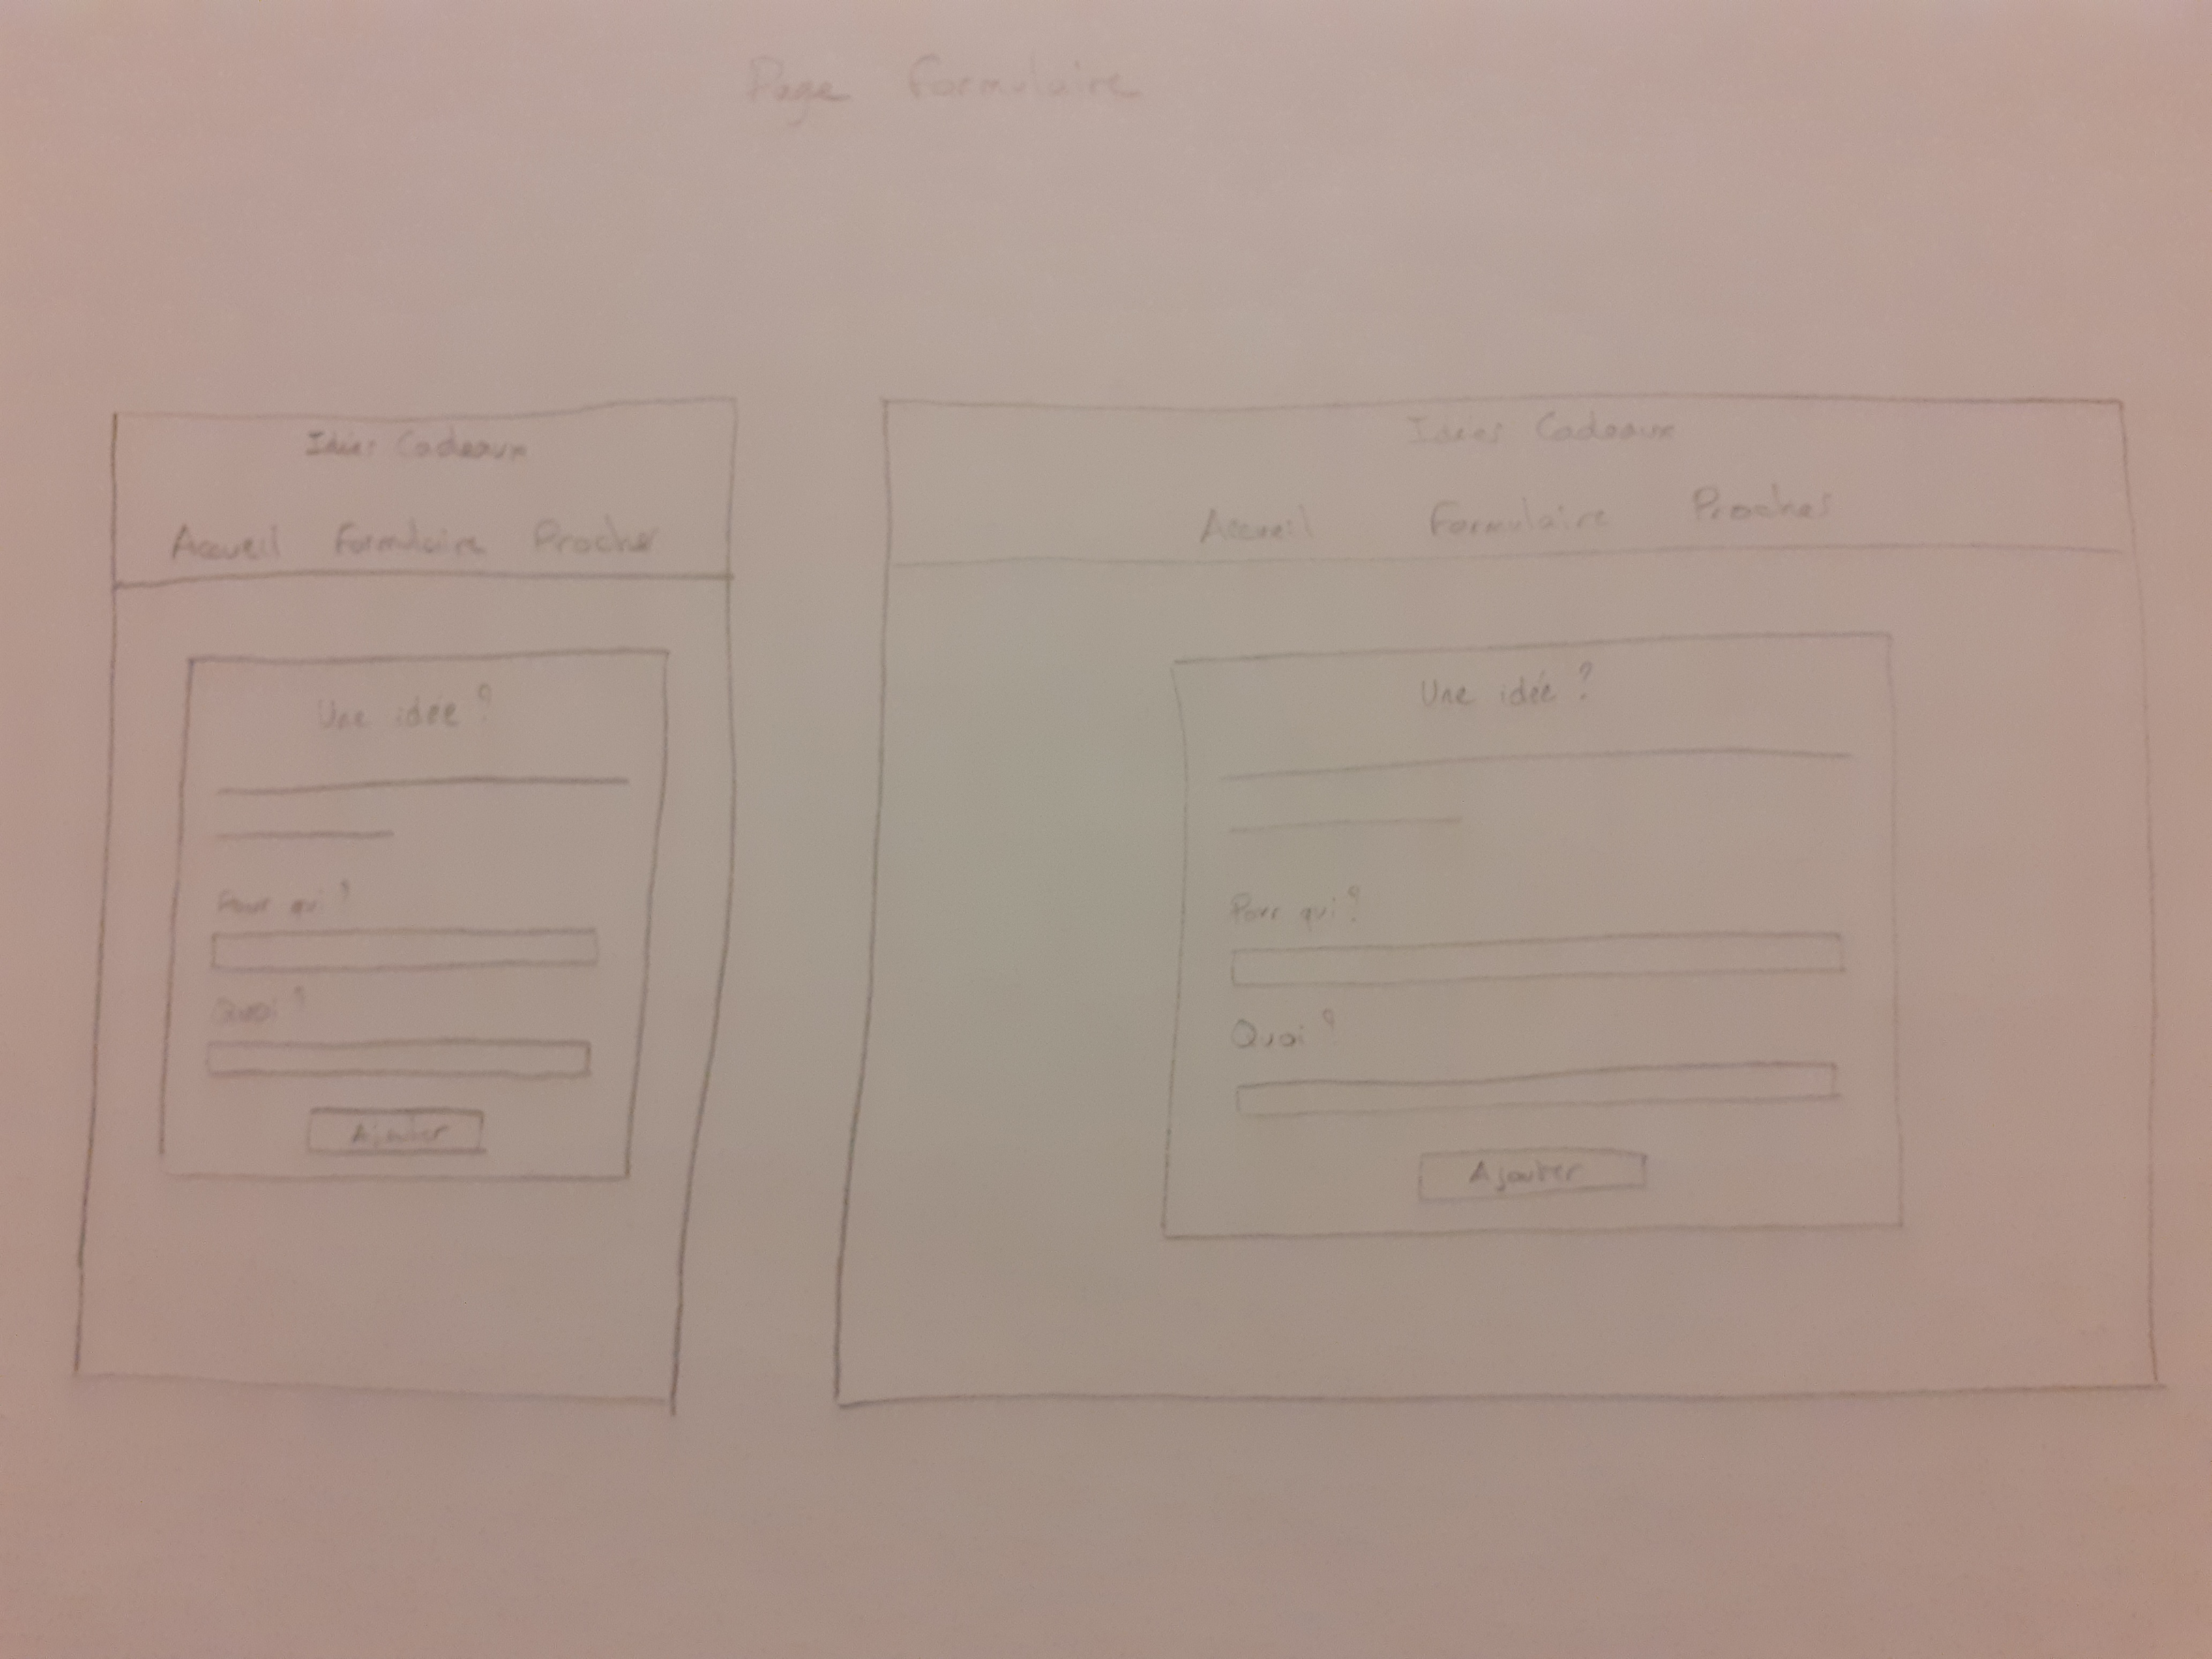 Page Formulaire
Idées Cadeaux
Accueil Formulaire Proches
Une idée ?
Pour qui ?
Quoi ?
Ajouter
Idées Cadeaux
Accueil Formulaire Proches
Une idée ?
Pour qui ?
Quoi ?
Ajouter